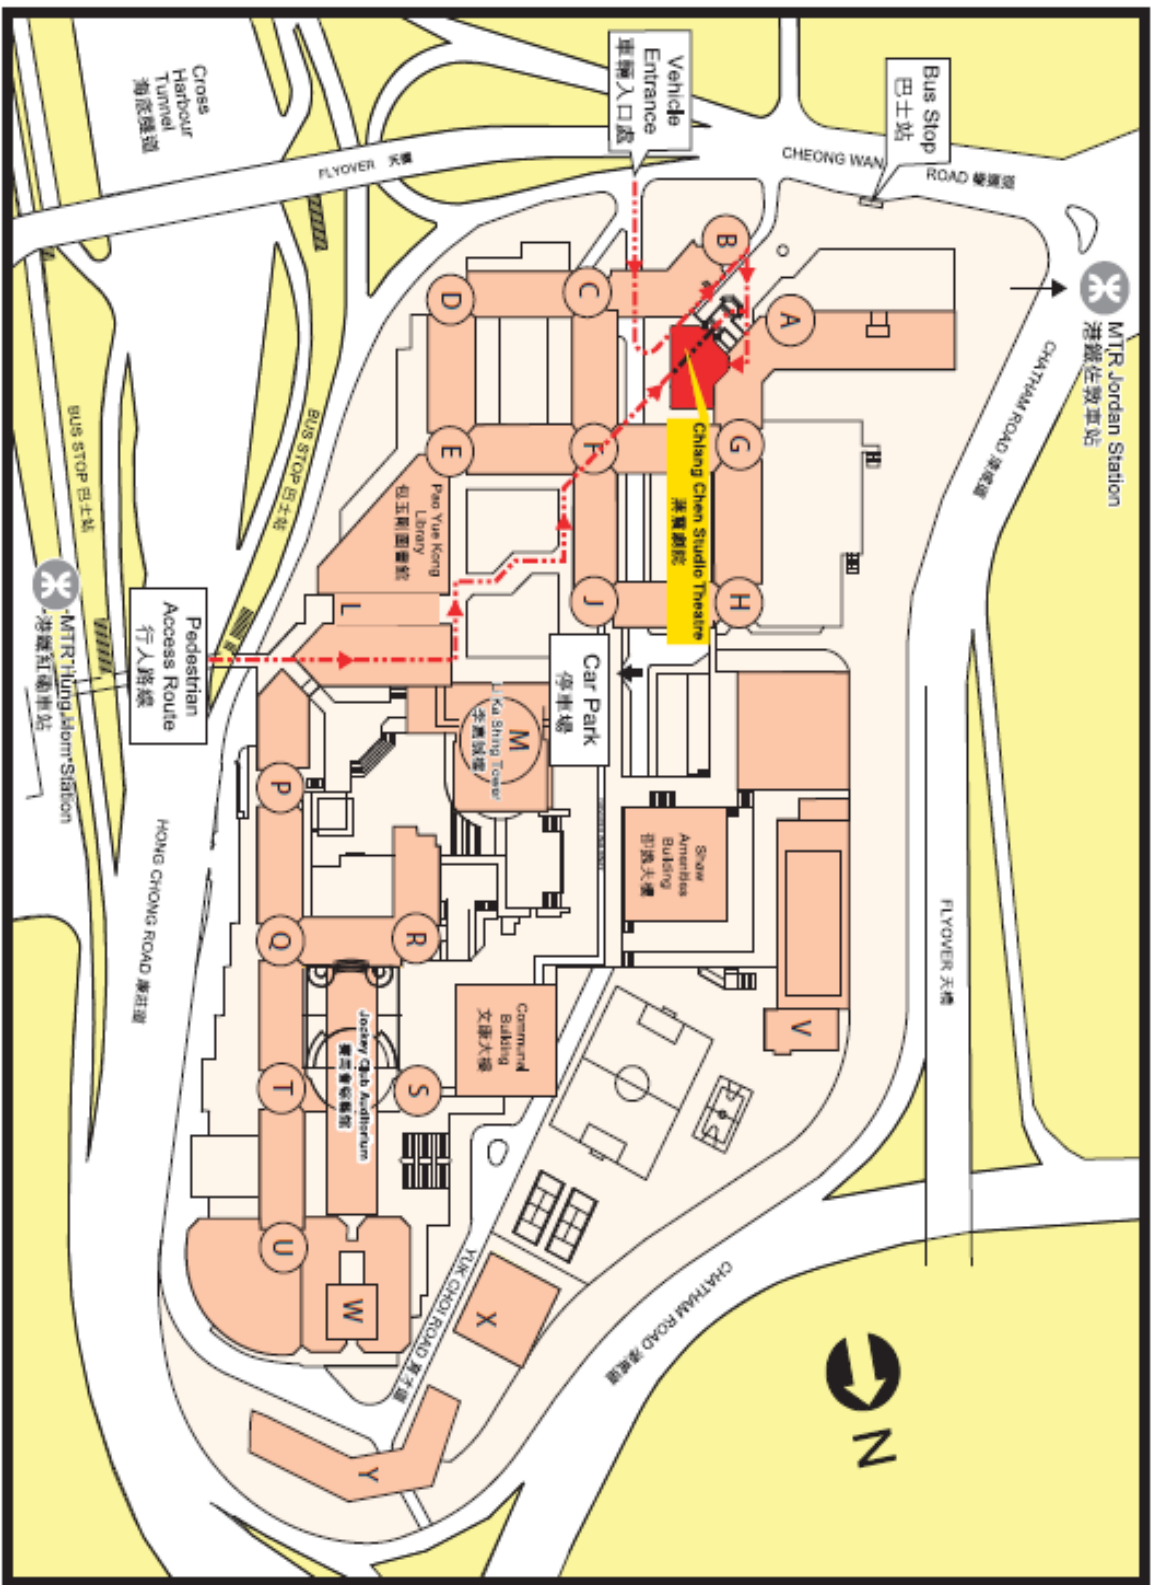 Cross
Harbour
Tunnel
海底隧道
FLYOVER 天橋
Vehicle
Entrance
車輛入口處
Bus Stop
巴士站
CHEONG WAN
ROAD 暢運道
MTR Jordan Station
港鐵佐敦車站
CHATHAM ROAD 漆咸道
B
A
C
D
Chiang Chen Studio Theatre
蔣震劇院
G
F
E
H
J
Pao Yue Kong
Library
包玉剛圖書館
L
BUS STOP 巴士站
BUS STOP 巴士站
MTR Hung Hom Station
港鐵紅磡車站
Pedestrian
Access Route
行人路線
Car Park
停車場
M
Li Ka Shing Tower
李嘉誠樓
P
Shaw
Amenities
Building
邵逸夫樓
HONG CHONG ROAD 康莊道
Q
R
FLYOVER 天橋
V
Communal
Building
文康大樓
Jockey Club Auditorium
賽馬會綜藝館
T
S
U
W
X
YUK CHOI ROAD 育才道
CHATHAM ROAD 漆咸道
Y
N